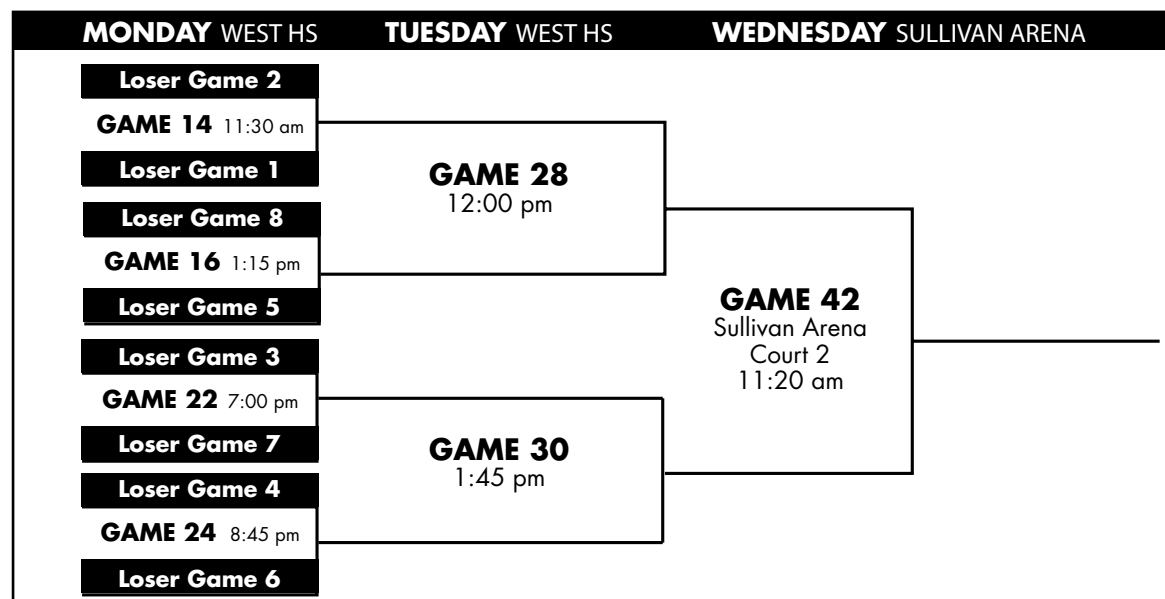 MONDAY WEST HS TUESDAY WEST HS WEDNESDAY SULLIVAN ARENA
Loser Game 2
GAME 14 11:30 am
Loser Game 1
Loser Game 8
GAME 16 1:15 pm
Loser Game 5
Loser Game 3
GAME 22 7:00 pm
Loser Game 7
Loser Game 4
GAME 24 8:45 pm
Loser Game 6
GAME 28
12:00 pm
GAME 30
1:45 pm
GAME 42
Sullivan Arena
Court 2
11:20 am